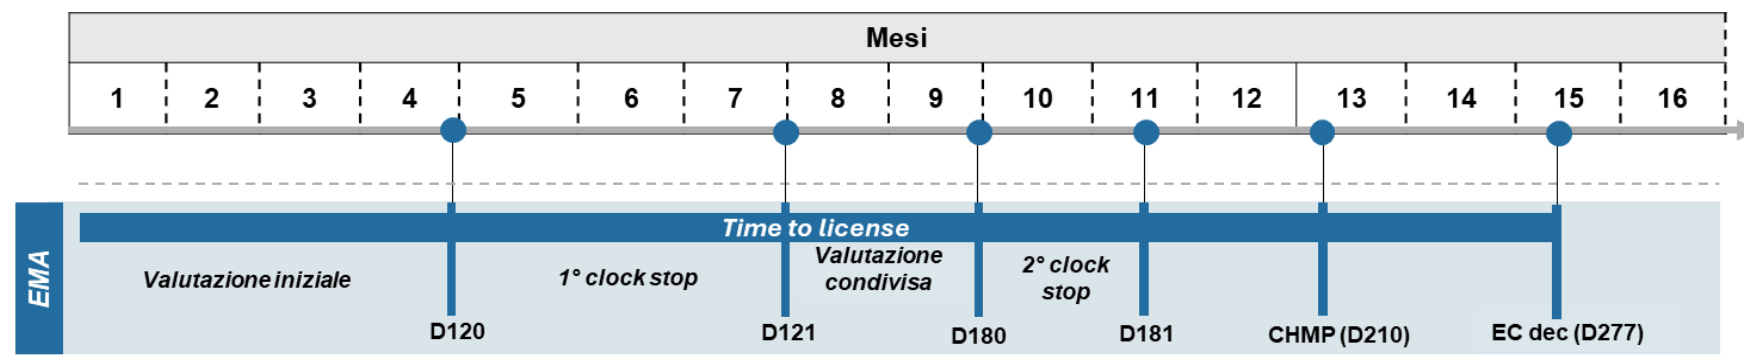 Mesi
1 2 3 4 5 6 7 8 9 10 11 12 13 14 15 16
EMA
Time to license
Valutazione iniziale
1° clock stop
Valutazione
condivisa
2° clock
stop
D120
D121
D180
D181
CHMP (D210)
EC dec (D277)